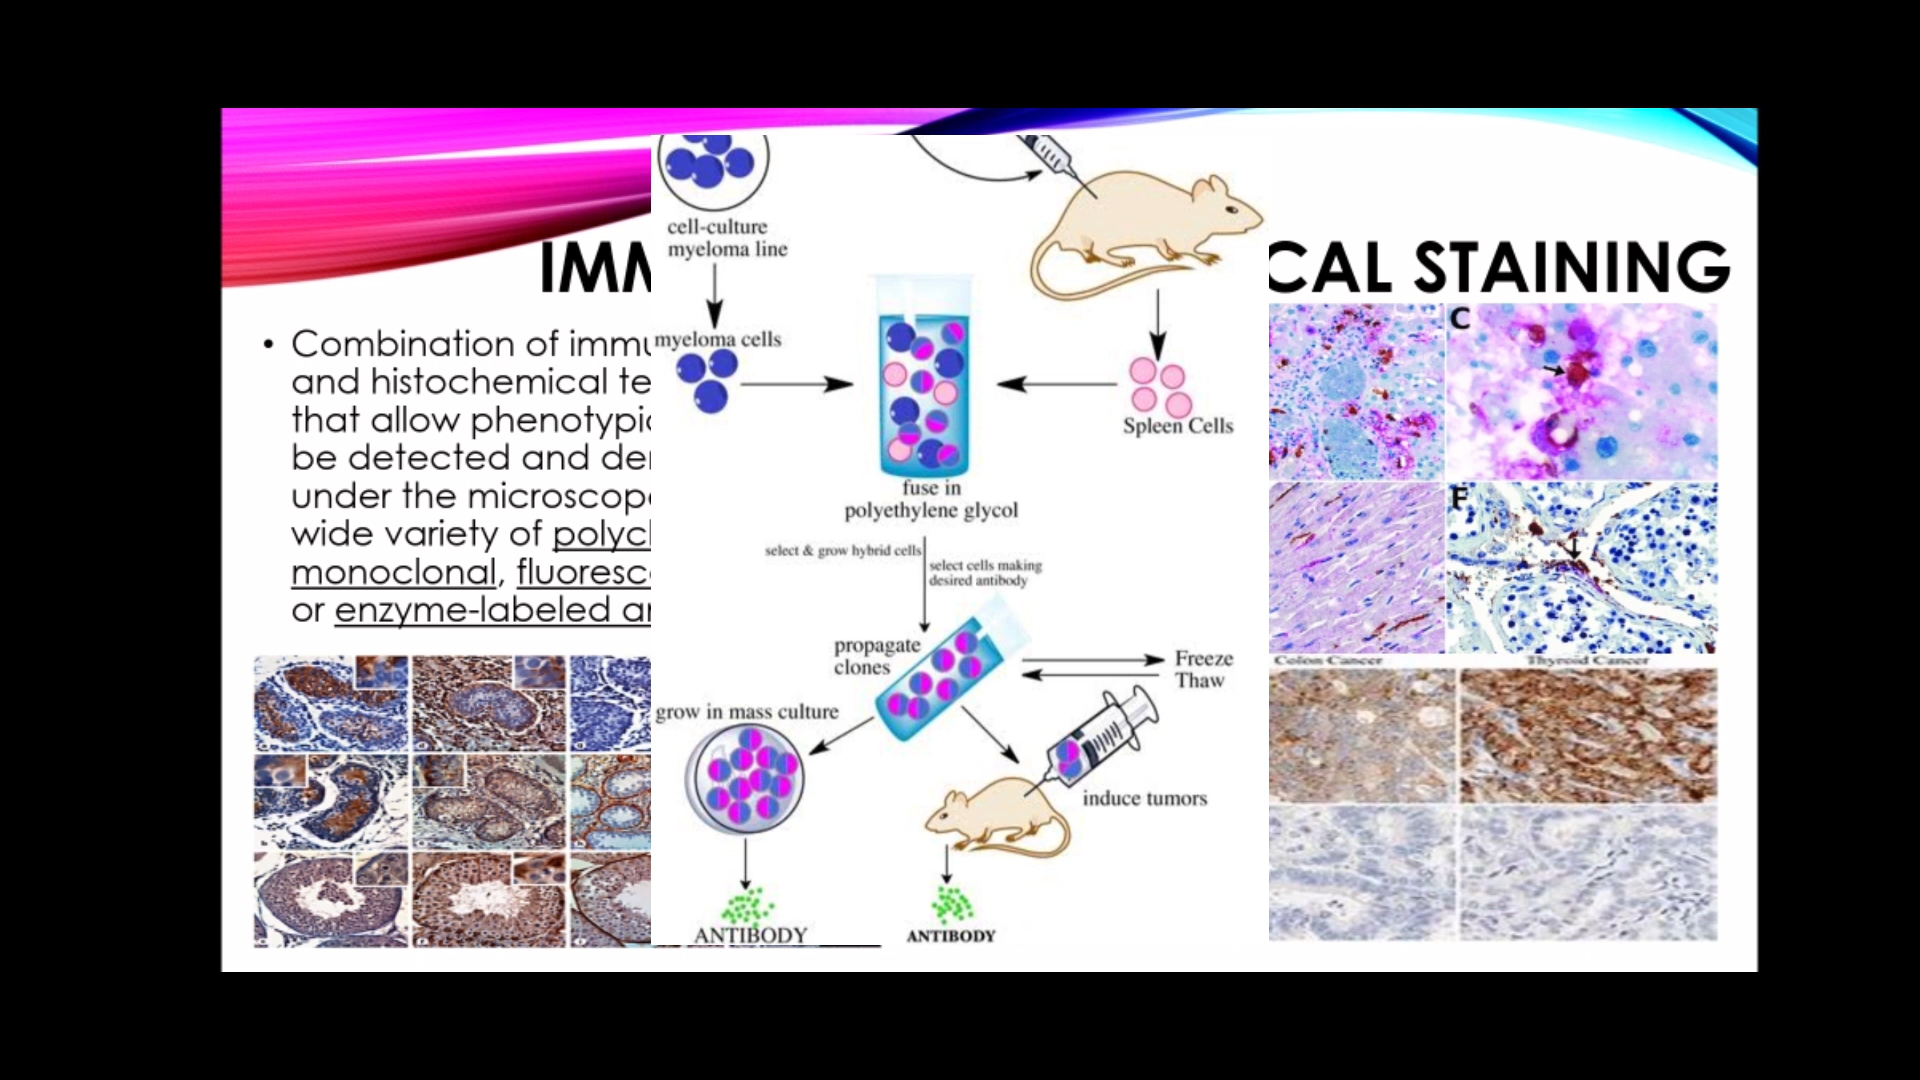 IMM
CAL STAINING
• Combination of immu
and histochemical te
that allow phenotypic
be detected and de
under the microscop
wide variety of polycl
monoclonal, fluoresc
or enzyme-labeled a
cell-culture
myeloma line
myeloma cells
Spleen Cells
fuse in
polyethylene glycol
select & grow hybrid cells
select cells making
desired antibody
propagate
clones
Freeze
Thaw
grow in mass culture
induce tumors
ANTIBODY
ANTIBODY
C
F
Colon Cancer
Thyroid Cancer